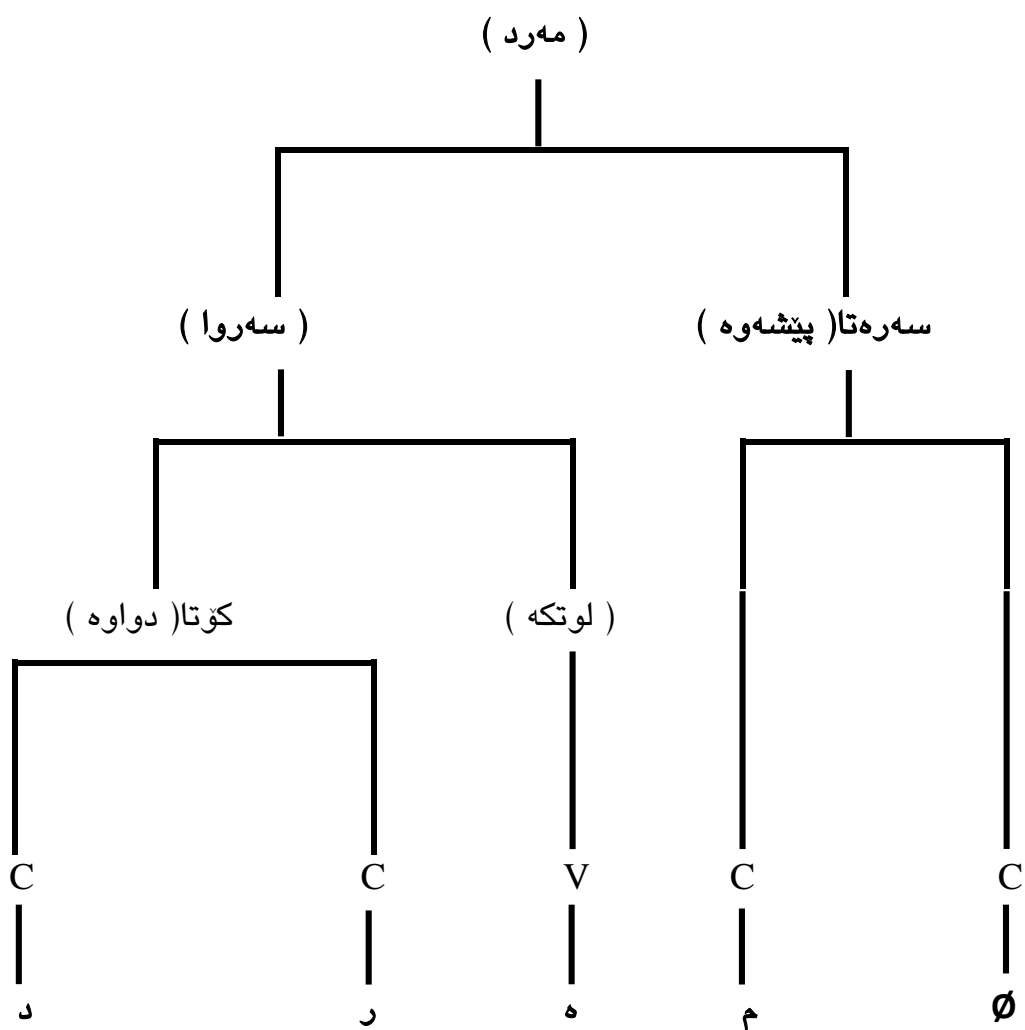 ( مەرد )
سەرەتا( پێشەوە ) ( سەروا )
( لوتکە ) کۆتا( دواوە )
C C V C C
Ø م ە ر د